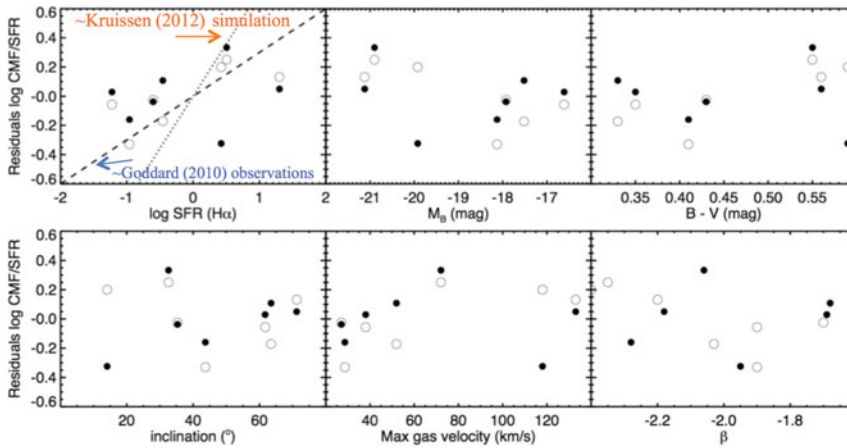 ~Kruissen (2012) simulation
~Goddard (2010) observations
Residuals log CMF/SFR
0.6
0.4
0.2
-0.0
-0.2
-0.4
-0.6
-2 -1 0 1 2
log SFR (Hα)
-21 -20 -19 -18 -17
M_B (mag)
0.35 0.40 0.45 0.50 0.55
B - V (mag)
Residuals log CMF/SFR
0.6
0.4
0.2
-0.0
-0.2
-0.4
-0.6
20 40 60
inclination (°)
40 60 80 100 120
Max gas velocity (km/s)
-2.2 -2.0 -1.8 -1.6
β